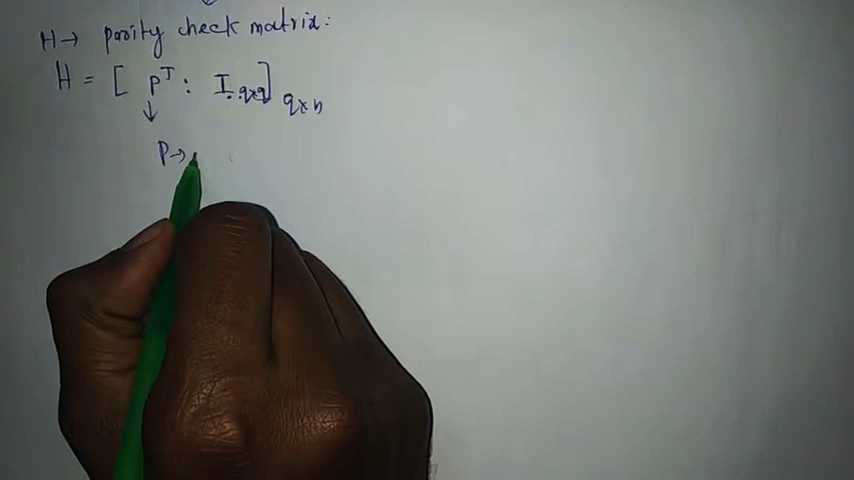 H → parity check matrix:
H = [ Pᵀ : I q×q ] q×n
↓
P →